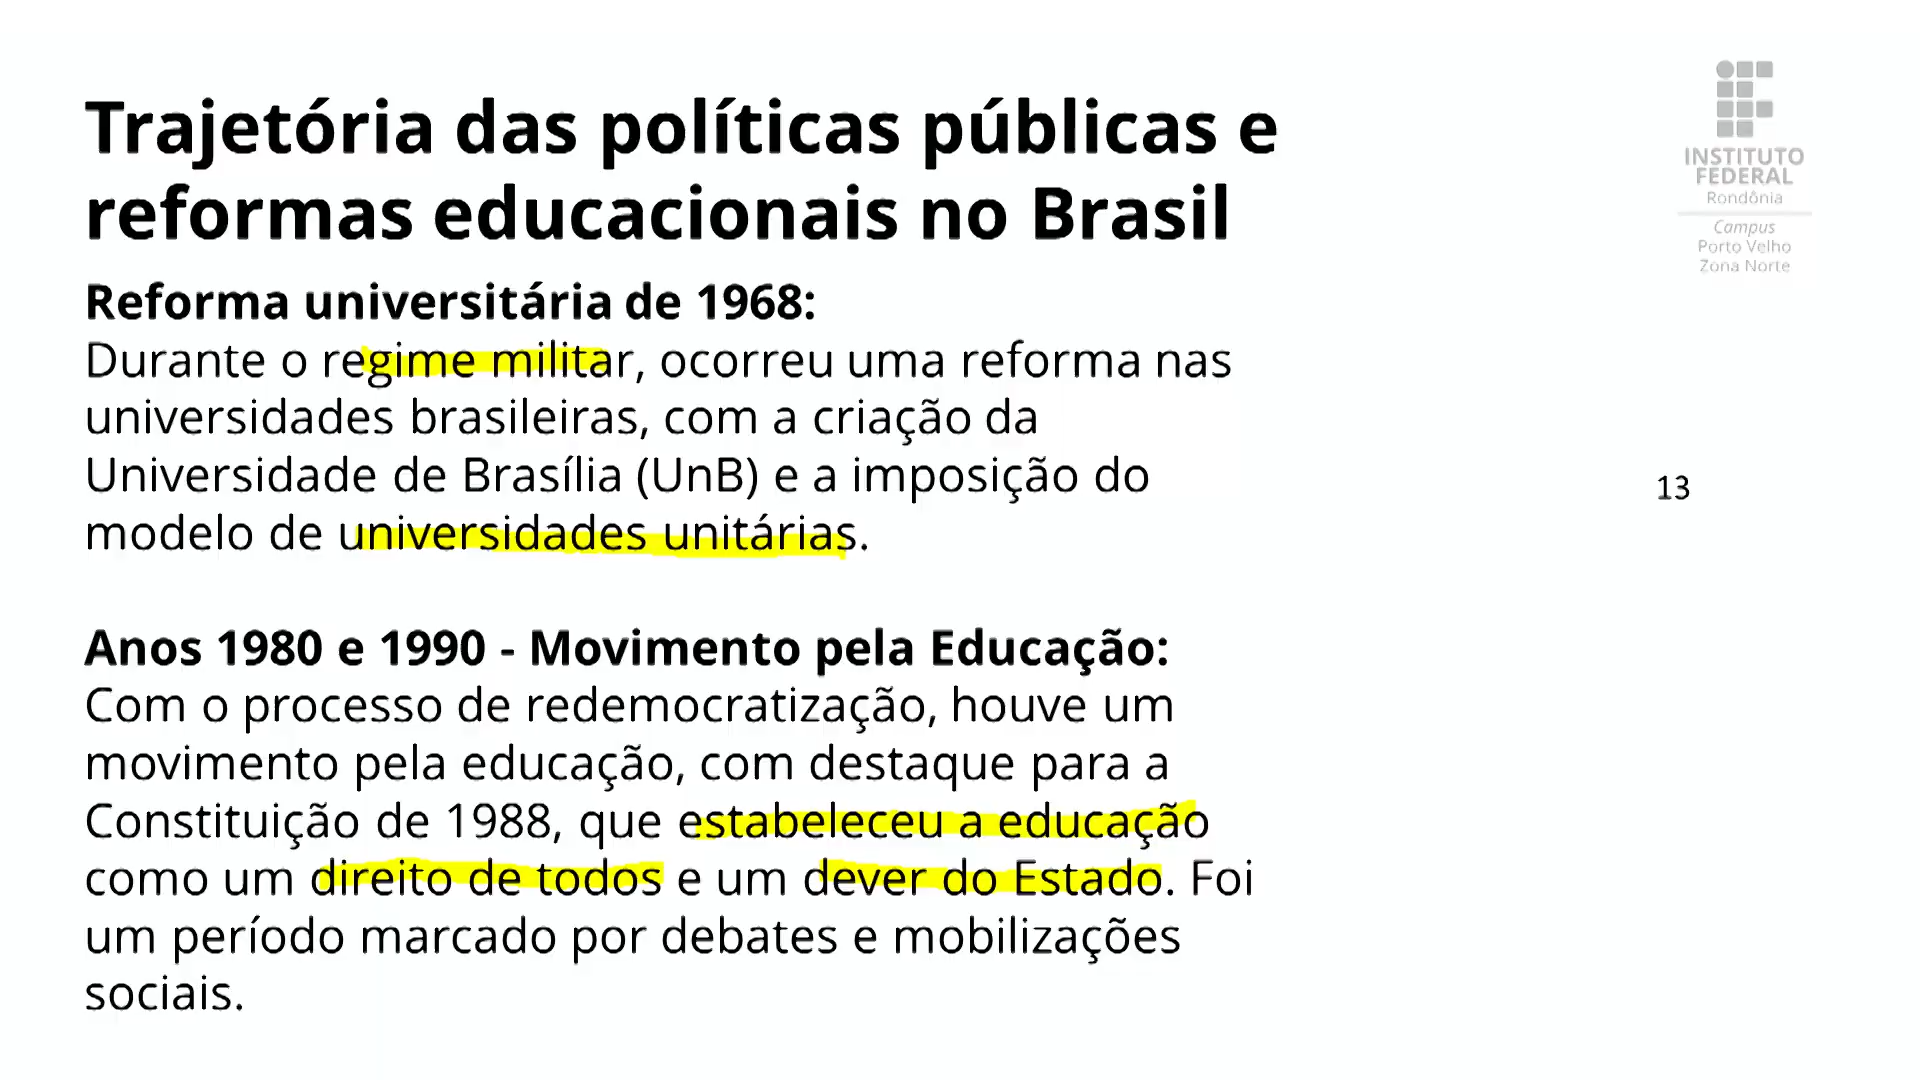 Trajetória das políticas públicas e
reformas educacionais no Brasil
INSTITUTO
FEDERAL
Rondônia
Campus
Porto Velho
Zona Norte
Reforma universitária de 1968:
Durante o regime militar, ocorreu uma reforma nas
universidades brasileiras, com a criação da
Universidade de Brasília (UnB) e a imposição do
modelo de universidades unitárias.
13
Anos 1980 e 1990 - Movimento pela Educação:
Com o processo de redemocratização, houve um
movimento pela educação, com destaque para a
Constituição de 1988, que estabeleceu a educação
como um direito de todos e um dever do Estado. Foi
um período marcado por debates e mobilizações
sociais.